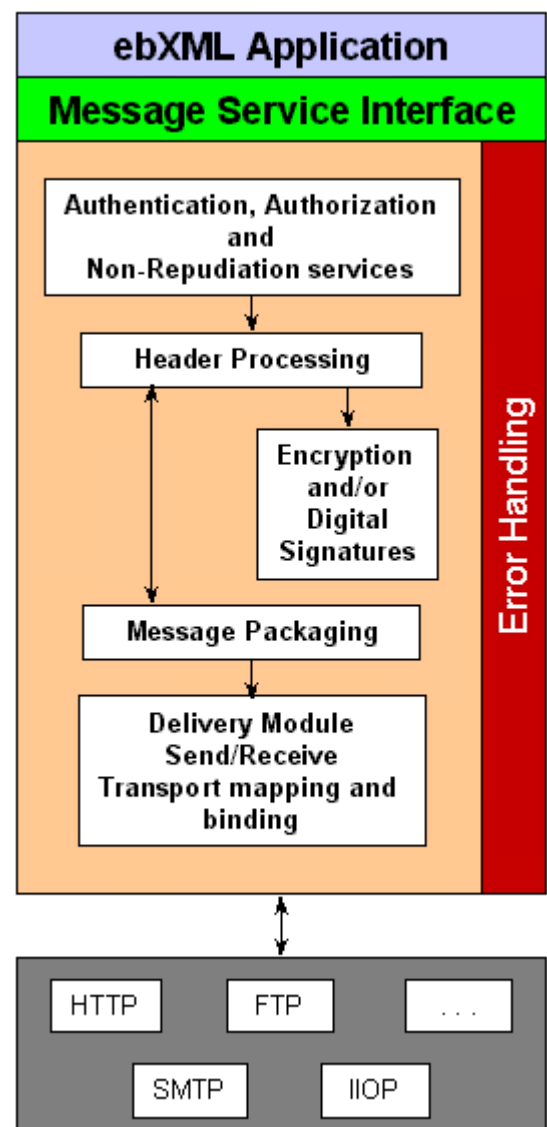 ebXML Application
Message Service Interface
Authentication, Authorization
and
Non-Repudiation services
Header Processing
Encryption
and/or
Digital
Signatures
Message Packaging
Delivery Module
Send/Receive
Transport mapping and
binding
Error Handling
HTTP
FTP
. . .
SMTP
IIOP